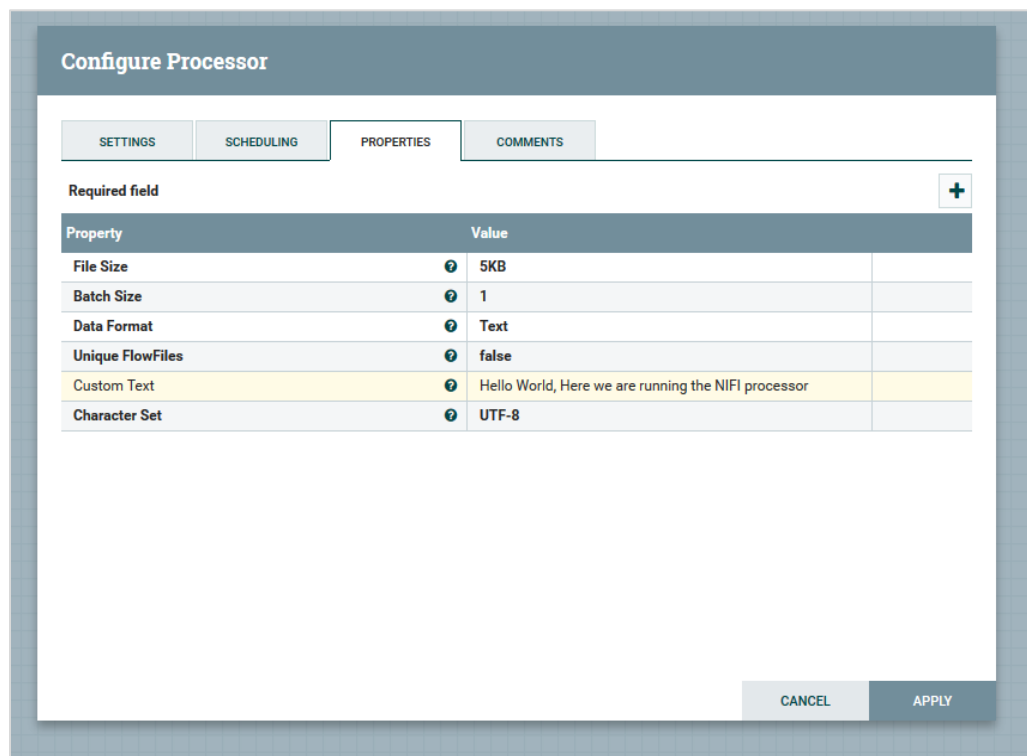 Configure Processor
SETTINGS SCHEDULING PROPERTIES COMMENTS
Required field
Property Value
File Size 5KB
Batch Size 1
Data Format Text
Unique FlowFiles false
Custom Text Hello World, Here we are running the NIFI processor
Character Set UTF-8
CANCEL APPLY